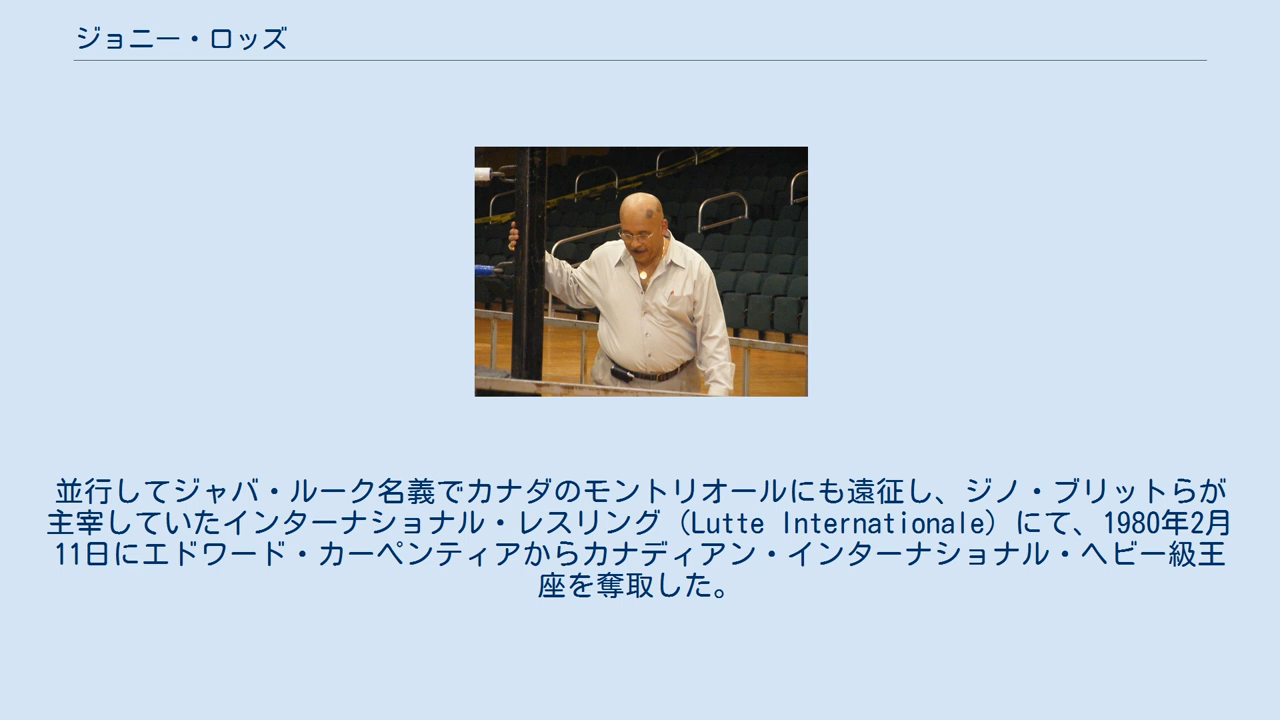 ジョニー・ロッズ
並行してジャバ・ルーク名義でカナダのモントリオールにも遠征し、ジノ・ブリットらが
主宰していたインターナショナル・レスリング（Lutte Internationale）にて、1980年2月
11日にエドワード・カーペンティアからカナディアン・インターナショナル・ヘビー級王
座を奪取した。